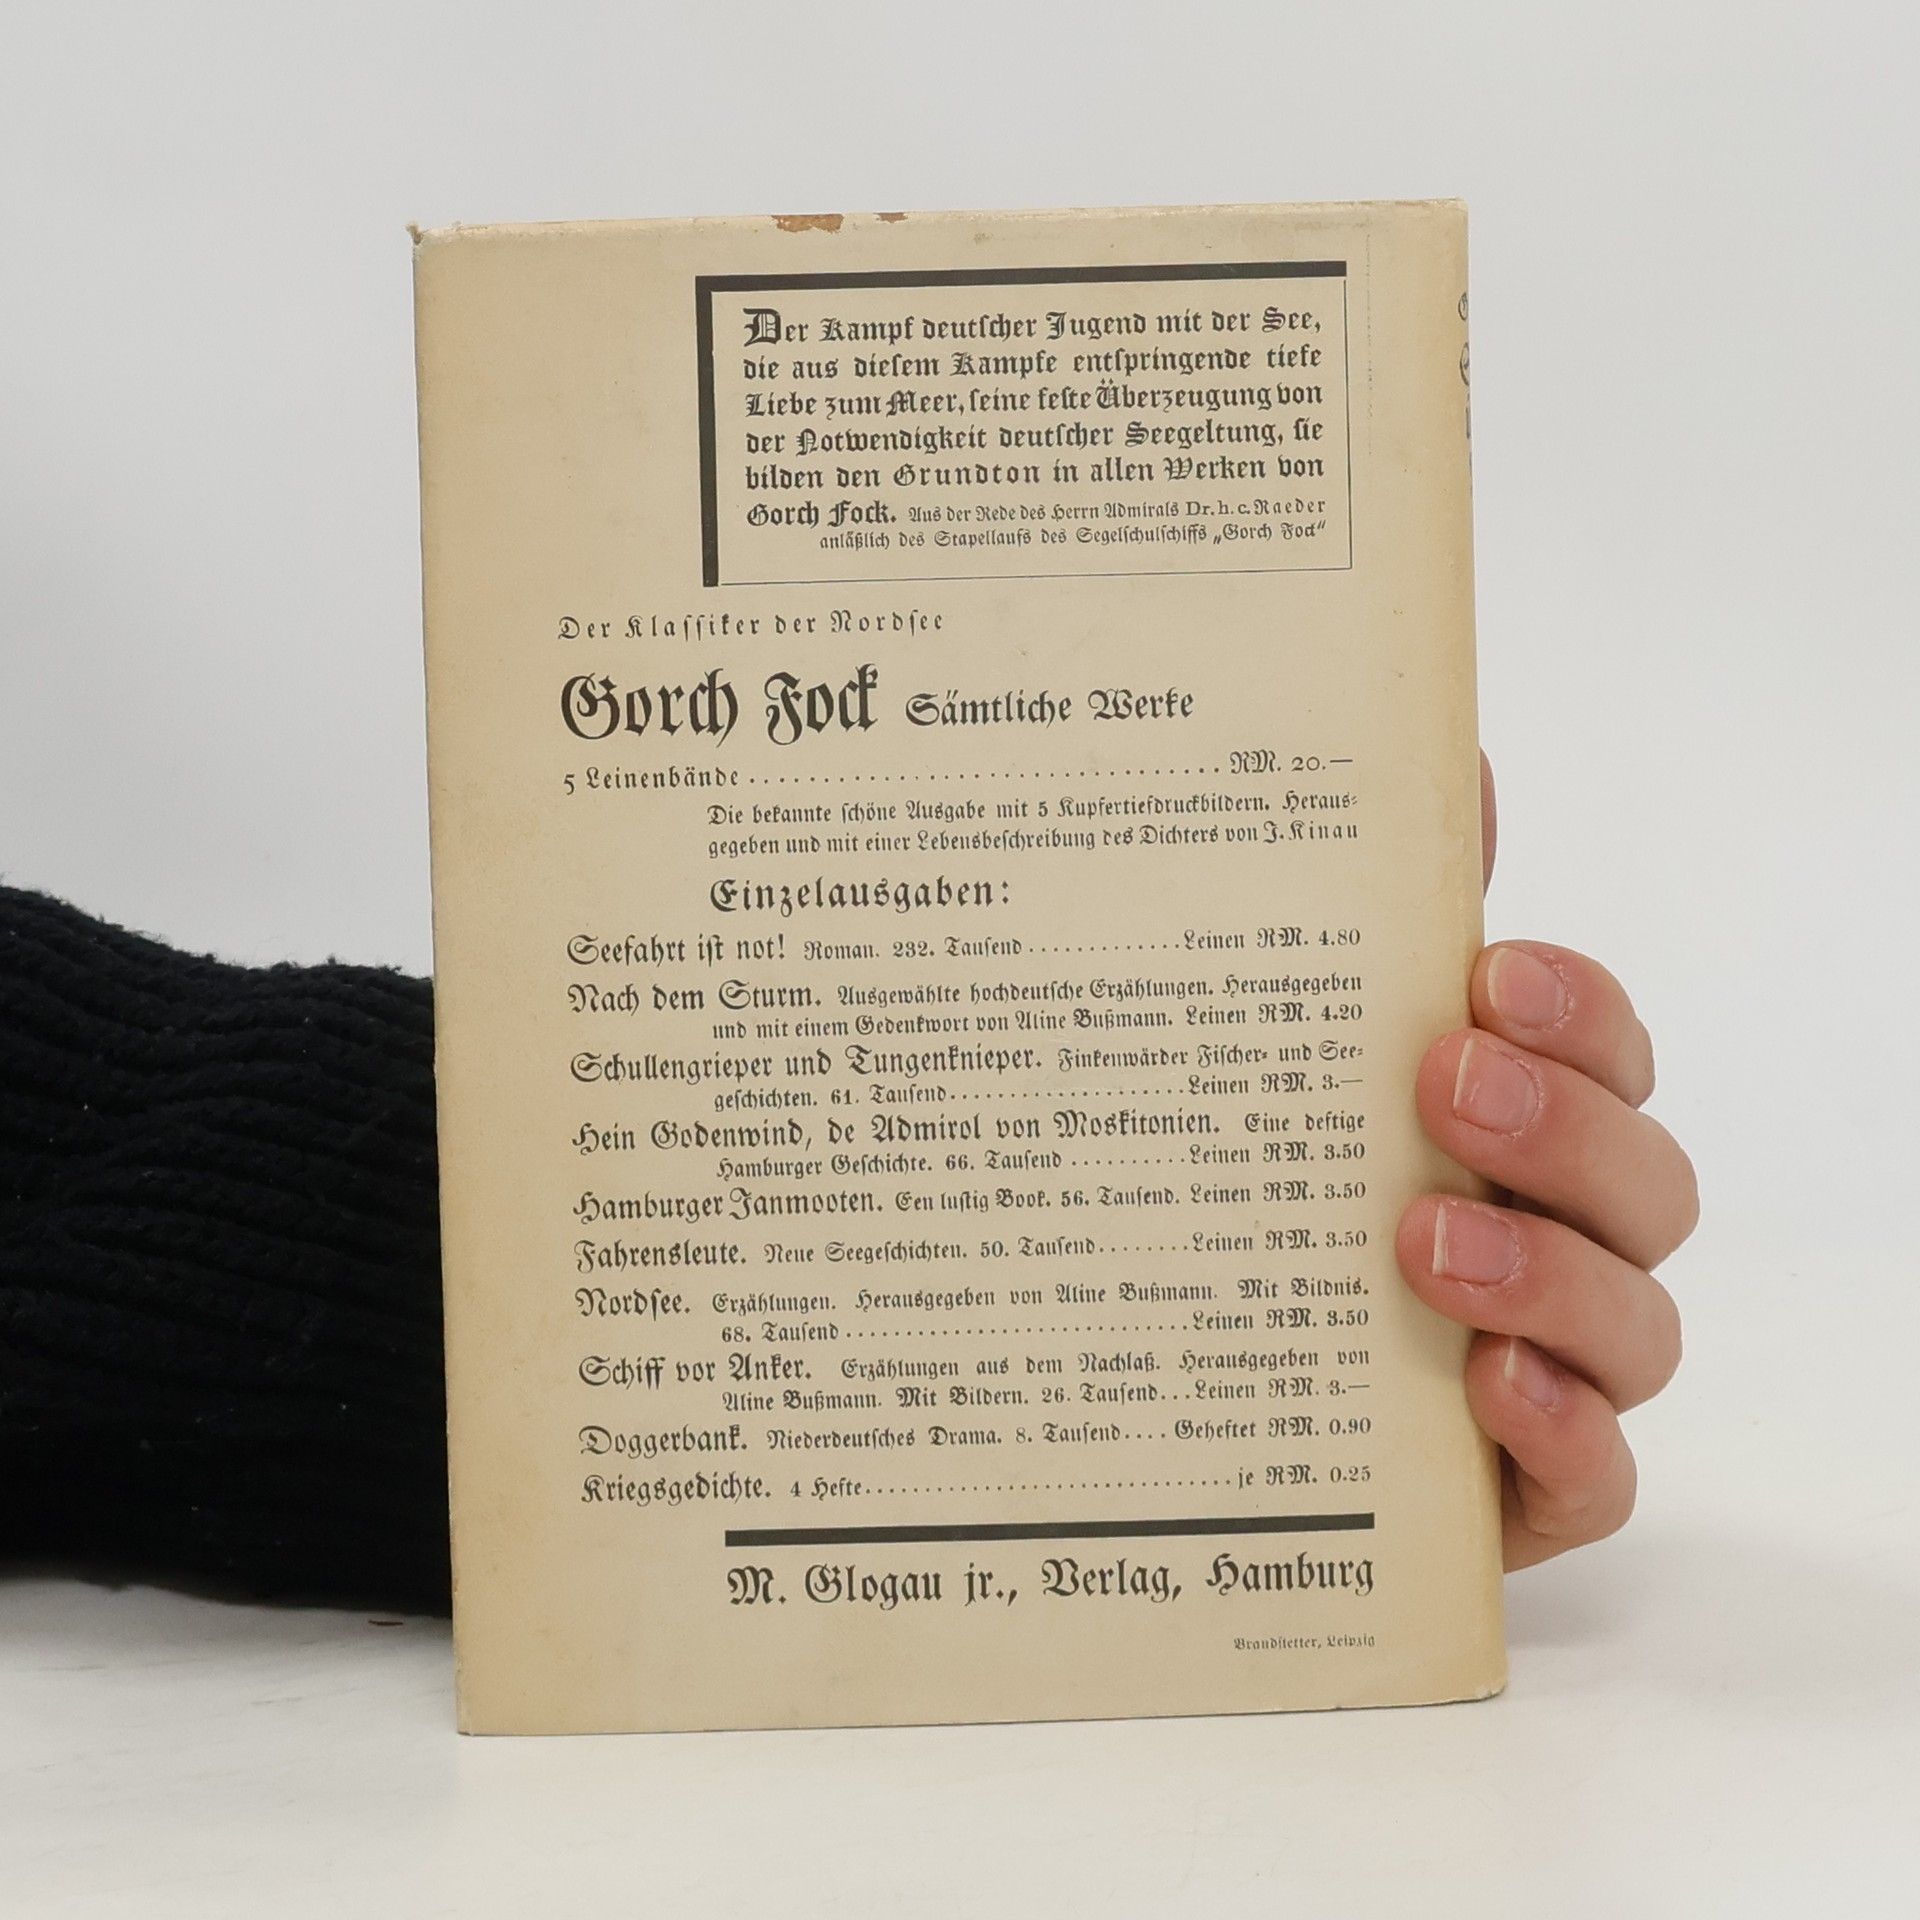 Der Kampf deutscher Jugend mit der See,
die aus diesem Kampfe entspringende tiefe
Liebe zum Meer, seine feste Überzeugung von
der Notwendigkeit deutscher Seegeltung, sie
bilden den Grundton in allen Werken von
Gorch Fock. Aus der Rede des Herrn Admirals Dr. h. c. Raeder
anläßlich des Stapellaufs des Segelschulschiffs „Gorch Fock“
Der Klassiker der Nordsee
Gorch Fock Sämtliche Werke
5 Leinenbände ................................ RM. 20.—
Die bekannte schöne Ausgabe mit 5 Kupfertiefdruckbildern. Heraus-
gegeben und mit einer Lebensbeschreibung des Dichters von J. Kinau
Einzelausgaben:
Seefahrt ist not! Roman. 232. Tausend .............Leinen RM. 4.80
Nach dem Sturm. Ausgewählte hochdeutsche Erzählungen. Herausgegeben
und mit einem Gedenkwort von Aline Bußmann. Leinen RM. 4.20
Schullengrieper und Tungenknieper. Finkenwärder Fischer- und See-
geschichten. 61. Tausend....................Leinen RM. 3.—
Hein Godenwind, de Admirol von Moskitonien. Eine deftige
Hamburger Geschichte. 66. Tausend ..........Leinen RM. 3.50
Hamburger Janmooten. Een lustig Book. 56. Tausend. Leinen RM. 3.50
Fahrensleute. Neue Seegeschichten. 50. Tausend........Leinen RM. 3.50
Nordsee. Erzählungen. Herausgegeben von Aline Bußmann. Mit Bildnis.
68. Tausend .............................Leinen RM. 3.50
Schiff vor Anker. Erzählungen aus dem Nachlaß. Herausgegeben von
Aline Bußmann. Mit Bildern. 26. Tausend...Leinen RM. 3.—
Doggerbank. Niederdeutsches Drama. 8. Tausend.... Geheftet RM. 0.90
Kriegsgedichte. 4 Hefte...............................je RM. 0.25
M. Glogau jr., Verlag, Hamburg
Brandstetter, Leipzig